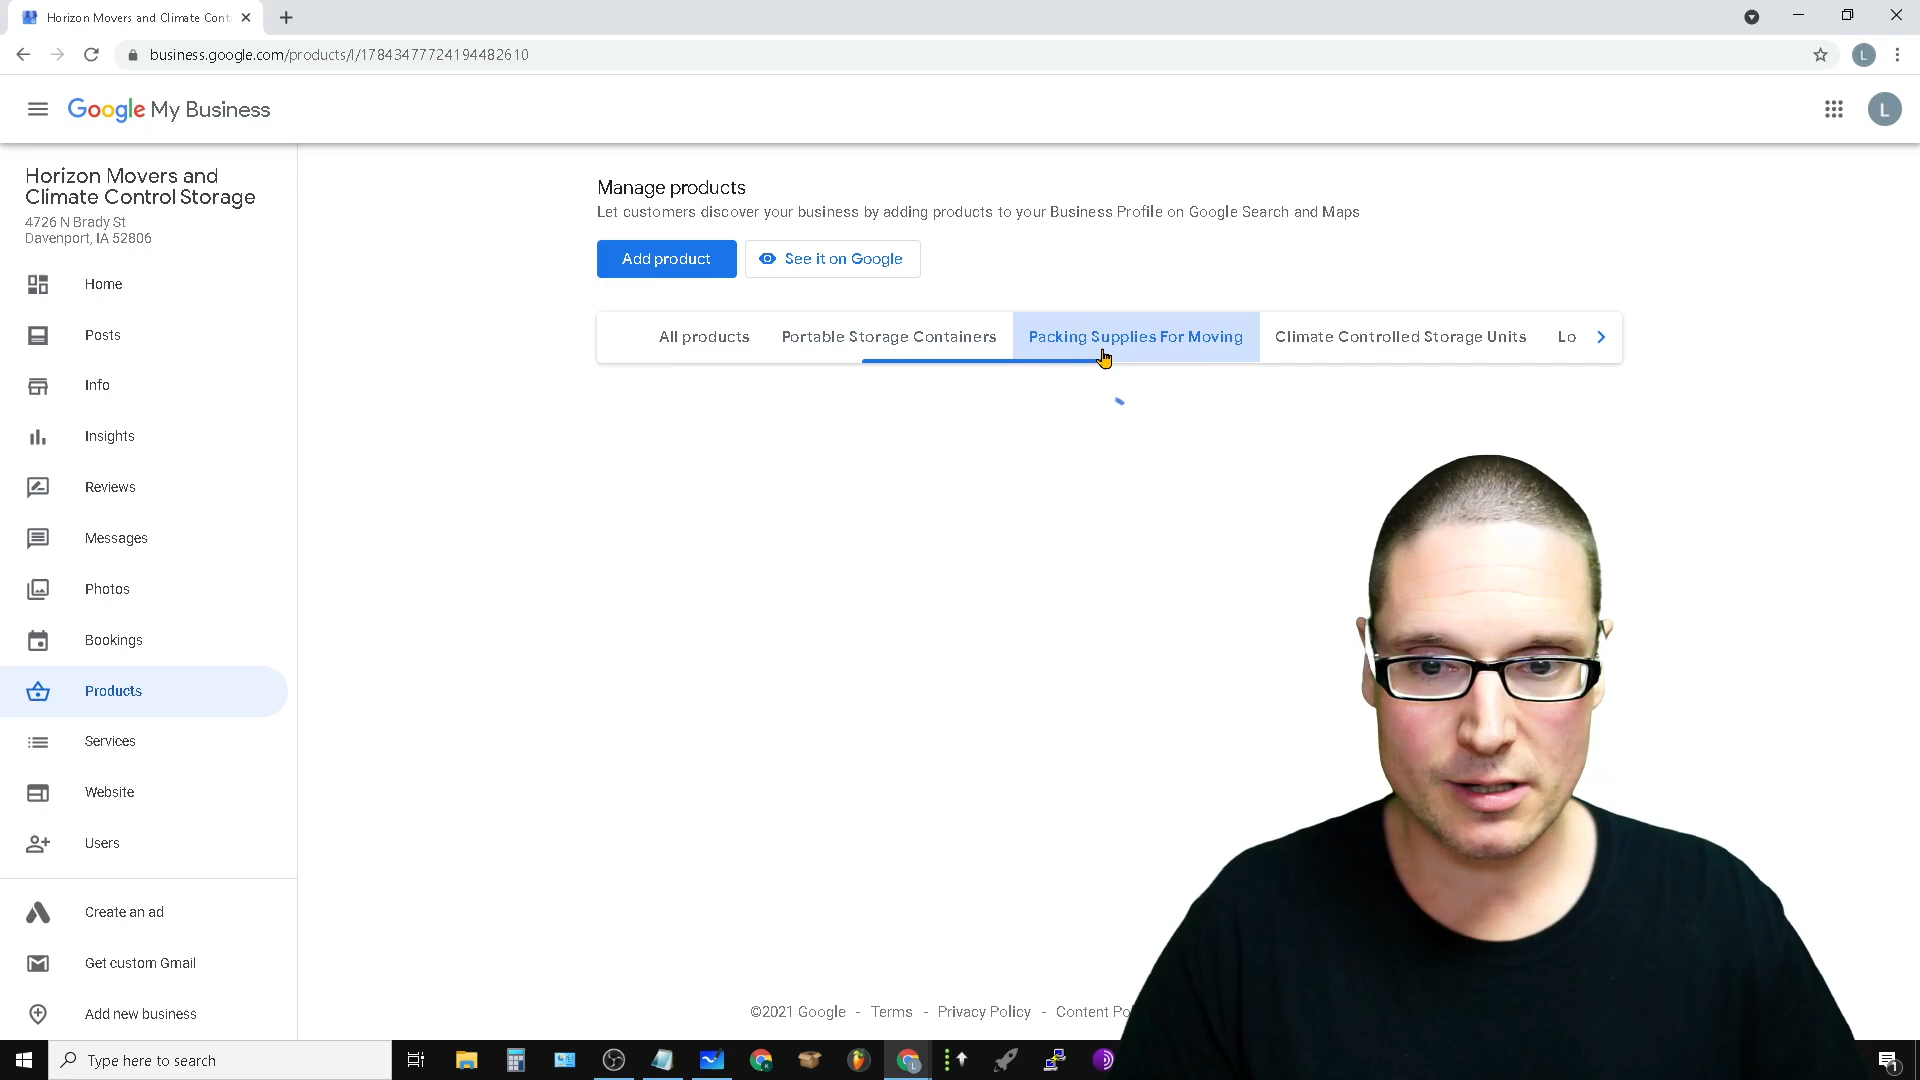 Horizon Movers and Climate Cont
business.google.com/products/l/17843477724194482610
L
Google My Business
L
Horizon Movers and
Climate Control Storage
4726 N Brady St
Davenport, IA 52806
Home
Posts
Info
Insights
Reviews
Messages
Photos
Bookings
Products
Services
Website
Users
Create an ad
Get custom Gmail
Add new business
Manage products
Let customers discover your business by adding products to your Business Profile on Google Search and Maps
Add product
See it on Google
All products Portable Storage Containers Packing Supplies For Moving Climate Controlled Storage Units Lo
©2021 Google - Terms - Privacy Policy - Content Po
Type here to search
1